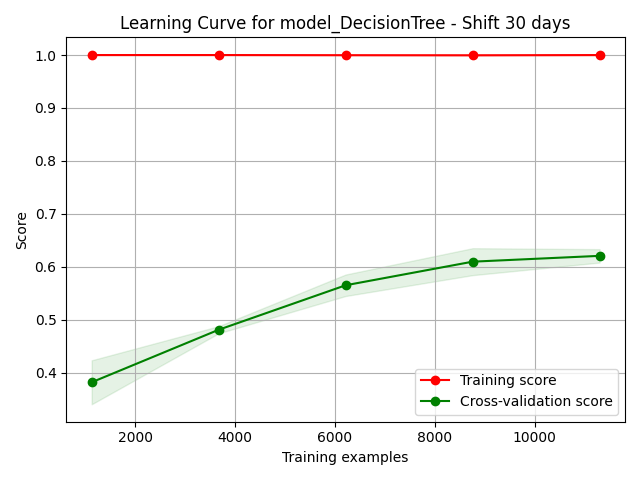 Learning Curve for model_DecisionTree - Shift 30 days
1.0
0.9
0.8
0.7
0.6
0.5
0.4
Score
Training score
Cross-validation score
2000
4000
6000
8000
10000
Training examples